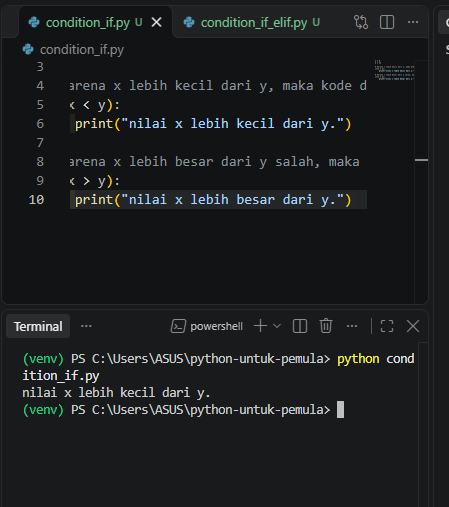 condition_if.py U
condition_if_elif.py U
condition_if.py
3
4 arena x lebih kecil dari y, maka kode d
5 x < y):
6 print("nilai x lebih kecil dari y.")
7
8 arena x lebih besar dari y salah, maka
9 x > y):
10 print("nilai x lebih besar dari y.")
Terminal
powershell
(venv) PS C:\Users\ASUS\python-untuk-pemula> python cond
ition_if.py
nilai x lebih kecil dari y.
(venv) PS C:\Users\ASUS\python-untuk-pemula>